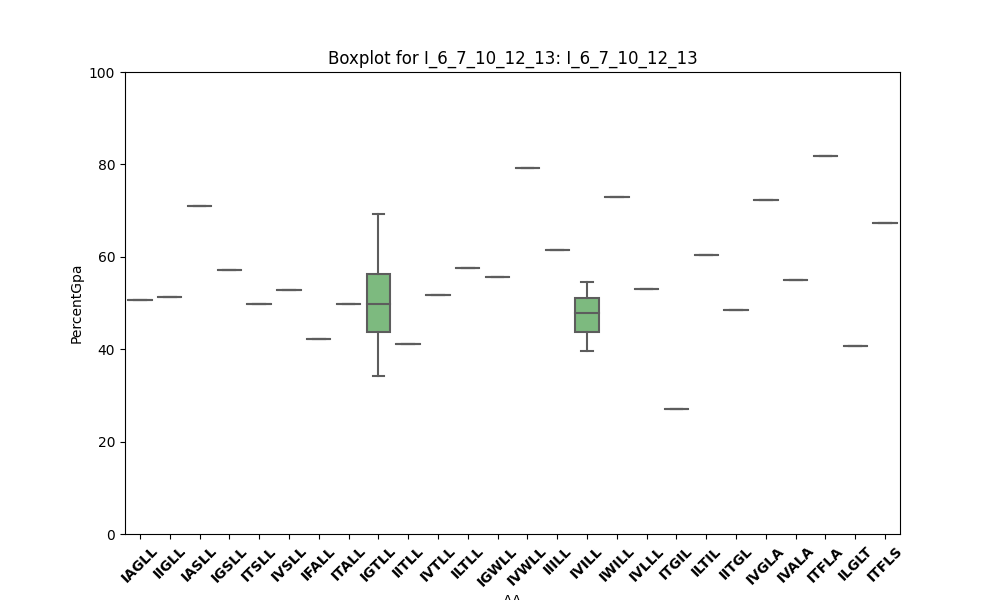 Boxplot for I_6_7_10_12_13: I_6_7_10_12_13
100
80
60
40
20
0
PercentGpa
IAGLL
IIGLL
IASLL
IGSLL
ITSLL
IVSLL
IFALL
ITALL
IGTLL
IITLL
IVTLL
ILTLL
IGWLL
IVWLL
IIILL
IVILL
IWILL
IVLLL
ITGIL
ILTIL
IITGL
IVGLA
IVALA
ITFLA
ILGLT
ITFLS
AA